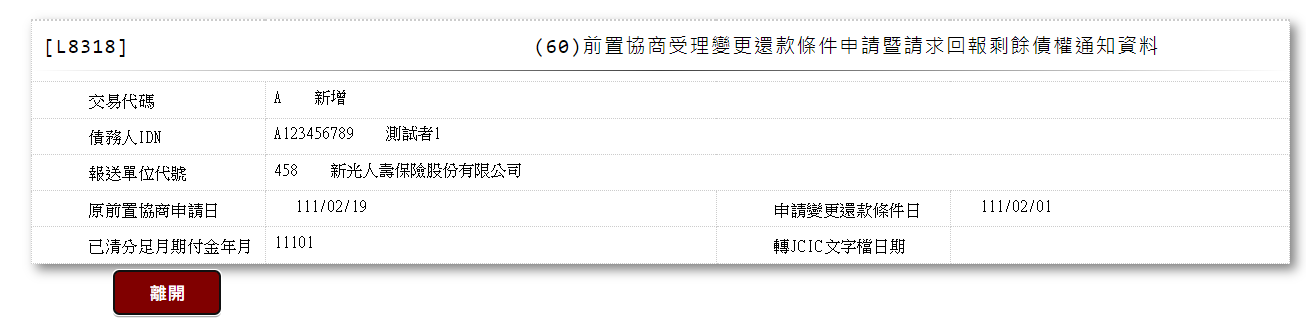 [L8318] (60)前置協商受理變更還款條件申請暨請求回報剩餘債權通知資料
交易代碼 A 新增
債務人IDN A123456789 測試者1
報送單位代號 458 新光人壽保險股份有限公司
原前置協商申請日 111/02/19 申請變更還款條件日 111/02/01
已清分足月期付金年月 11101 轉JCIC文字檔日期
離開